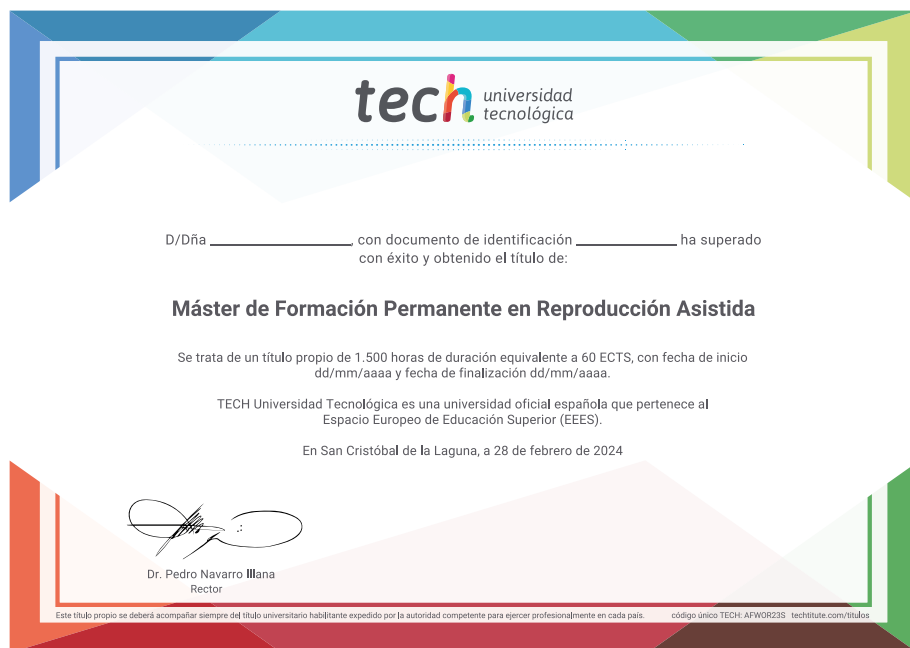 tech universidad
tecnológica
D/Dña ____________________, con documento de identificación ______________ ha superado
con éxito y obtenido el título de:
Máster de Formación Permanente en Reproducción Asistida
Se trata de un título propio de 1.500 horas de duración equivalente a 60 ECTS, con fecha de inicio
dd/mm/aaaa y fecha de finalización dd/mm/aaaa.
TECH Universidad Tecnológica es una universidad oficial española que pertenece al
Espacio Europeo de Educación Superior (EEES).
En San Cristóbal de la Laguna, a 28 de febrero de 2024
Dr. Pedro Navarro Illana
Rector
Este título propio se deberá acompañar siempre del título universitario habilitante expedido por la autoridad competente para ejercer profesionalmente en cada país. código único TECH: AFWOR23S techtitute.com/titulos